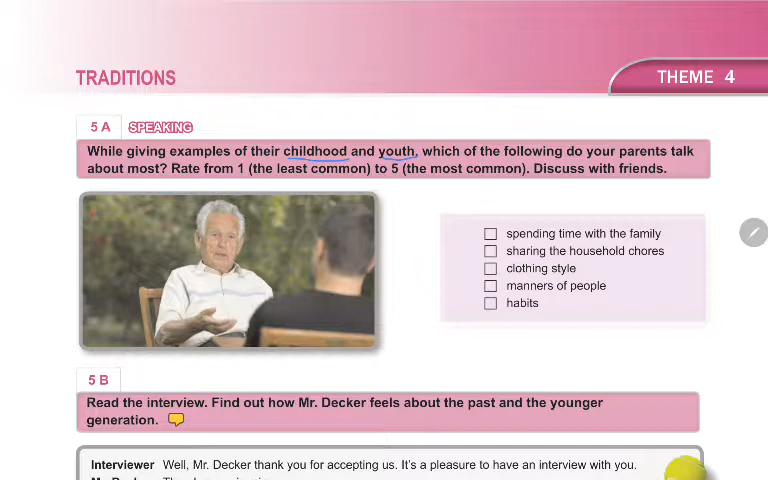 TRADITIONS
THEME 4
5 A SPEAKING
While giving examples of their childhood and youth, which of the following do your parents talk
about most? Rate from 1 (the least common) to 5 (the most common). Discuss with friends.
spending time with the family
sharing the household chores
clothing style
manners of people
habits
5 B
Read the interview. Find out how Mr. Decker feels about the past and the younger
generation.
Interviewer Well, Mr. Decker thank you for accepting us. It's a pleasure to have an interview with you.